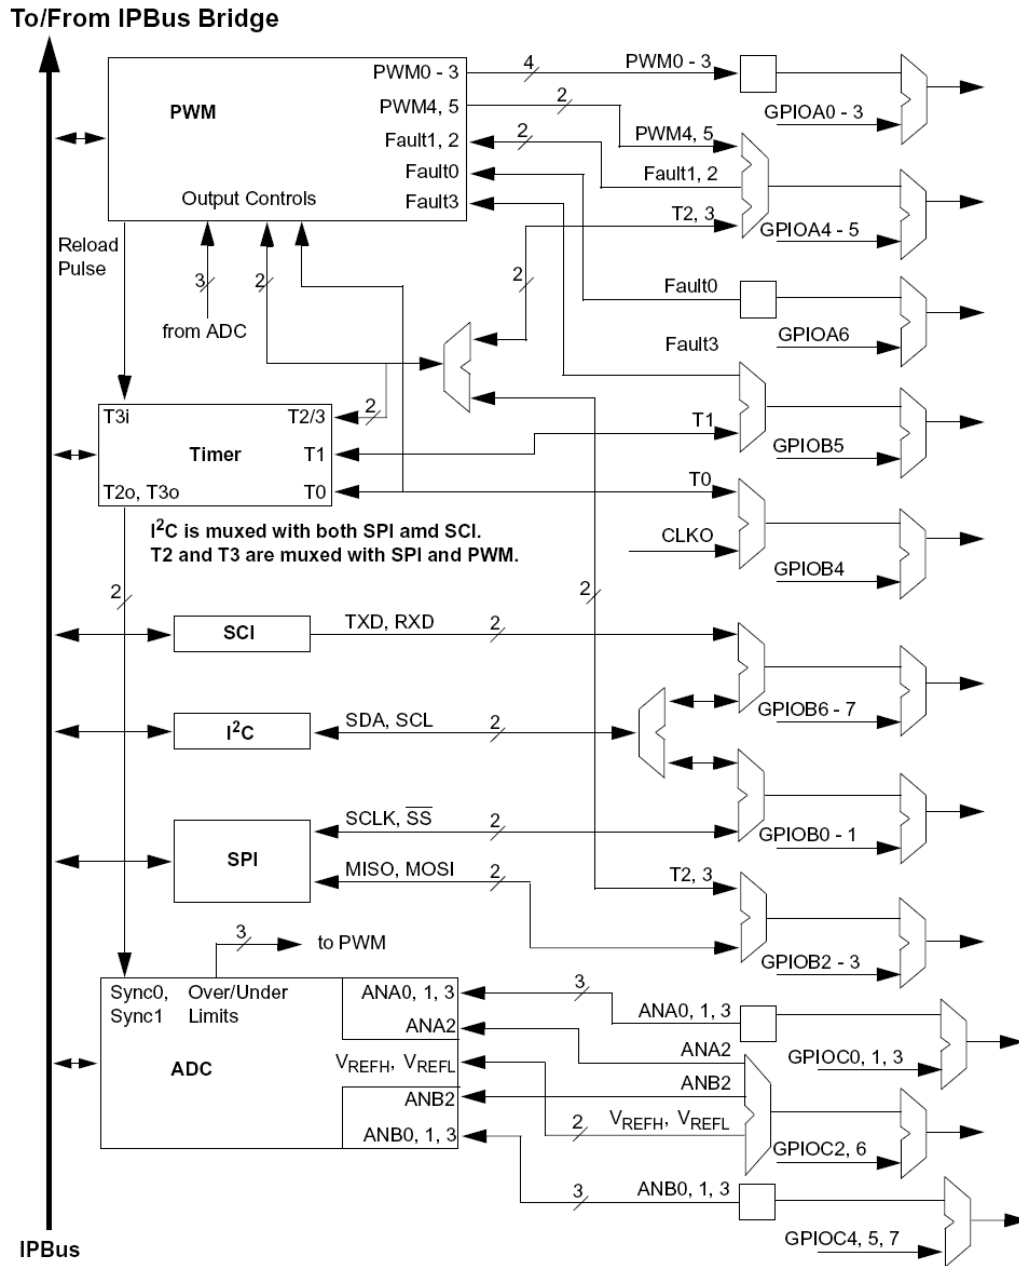 To/From IPBus Bridge
PWM
PWM0 - 3
PWM4, 5
Fault1, 2
Fault0
Fault3
Output Controls
4
PWM0 - 3
GPIOA0 - 3
2
PWM4, 5
2
Fault1, 2
T2, 3
GPIOA4 - 5
Reload
Pulse
3
2
from ADC
2
Fault0
GPIOA6
Fault3
T3i
T2/3
2
Timer
T1
T2o, T3o
T0
T1
GPIOB5
T0
CLKO
GPIOB4
I2C is muxed with both SPI amd SCI.
T2 and T3 are muxed with SPI and PWM.
2
2
SCI
TXD, RXD
2
GPIOB6 - 7
I2C
SDA, SCL
2
SPI
SCLK, S̅S̅
2
GPIOB0 - 1
MISO, MOSI
2
T2, 3
GPIOB2 - 3
3
to PWM
Sync0,
Sync1
Over/Under
Limits
ADC
ANA0, 1, 3
ANA2
VREFH, VREFL
ANB2
ANB0, 1, 3
3
ANA0, 1, 3
GPIOC0, 1, 3
ANA2
ANB2
2
VREFH, VREFL
GPIOC2, 6
3
ANB0, 1, 3
GPIOC4, 5, 7
IPBus